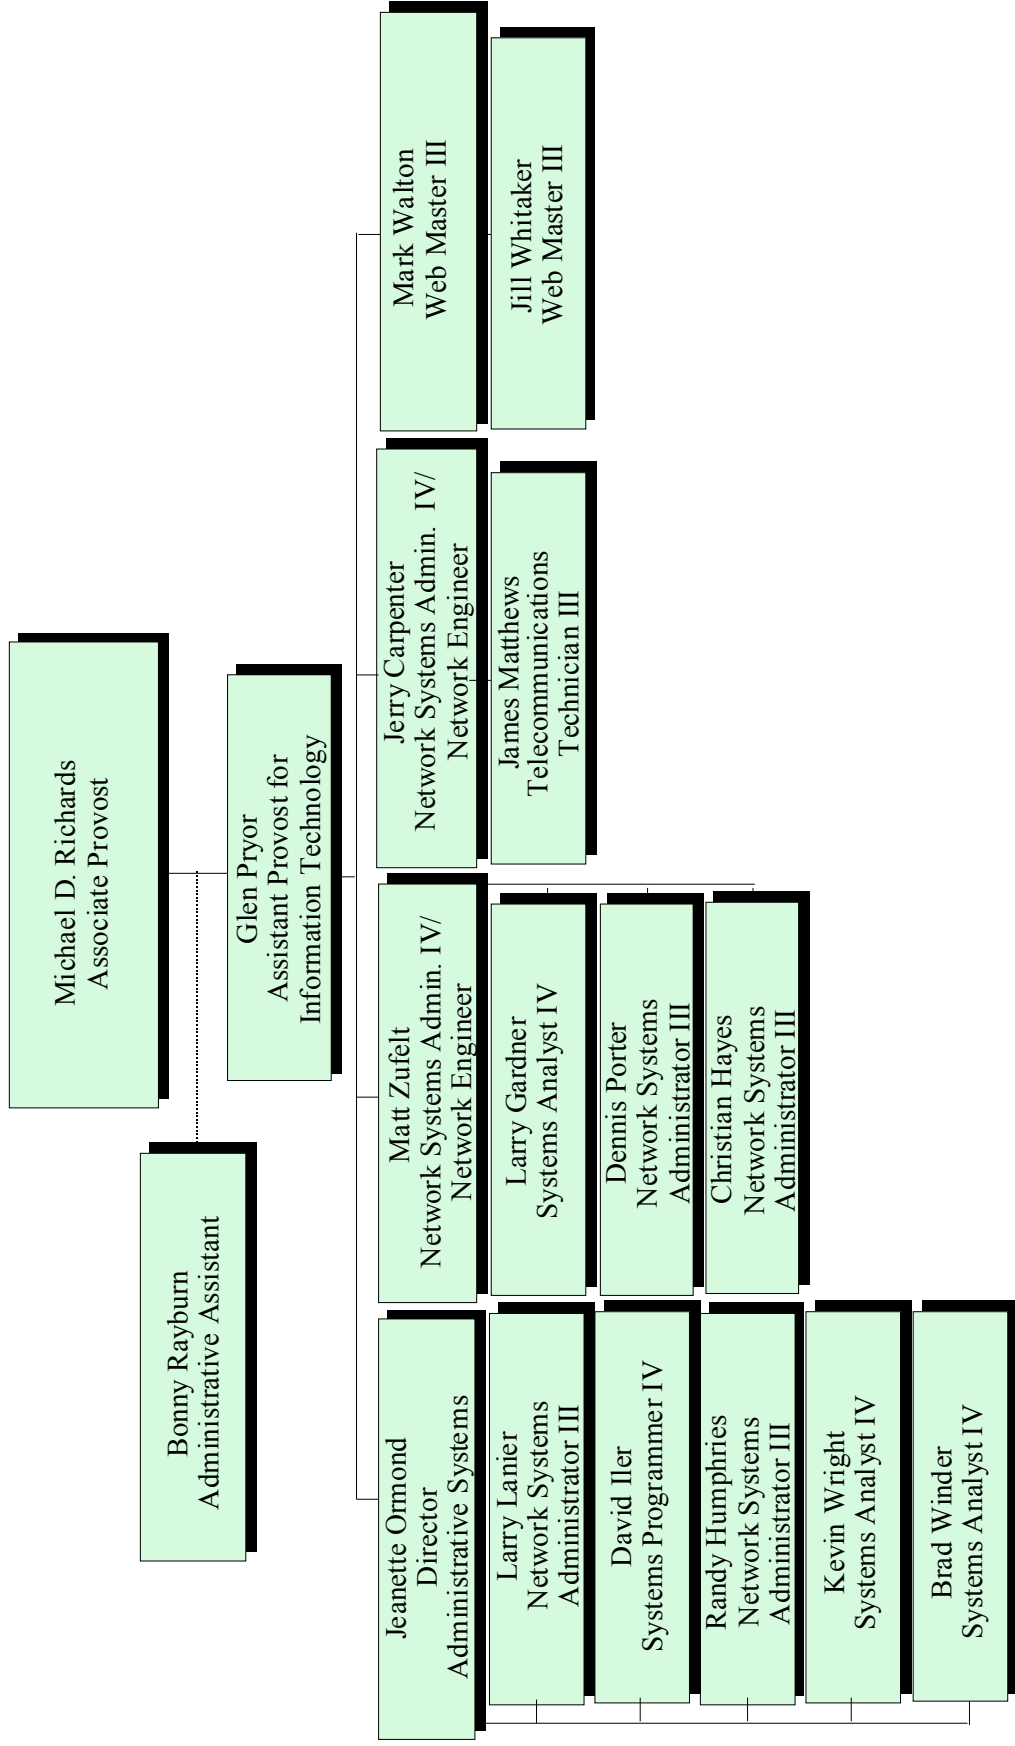 Michael D. Richards
Associate Provost
Bonny Rayburn
Administrative Assistant
Glen Pryor
Assistant Provost for
Information Technology
Jeanette Ormond
Director
Administrative Systems
Larry Lanier
Network Systems
Administrator III
David Iler
Systems Programmer IV
Randy Humphries
Network Systems
Administrator III
Kevin Wright
Systems Analyst IV
Brad Winder
Systems Analyst IV
Matt Zufelt
Network Systems Admin. IV/
Network Engineer
Larry Gardner
Systems Analyst IV
Dennis Porter
Network Systems
Administrator III
Christian Hayes
Network Systems
Administrator III
Jerry Carpenter
Network Systems Admin. IV/
Network Engineer
James Matthews
Telecommunications
Technician III
Mark Walton
Web Master III
Jill Whitaker
Web Master III